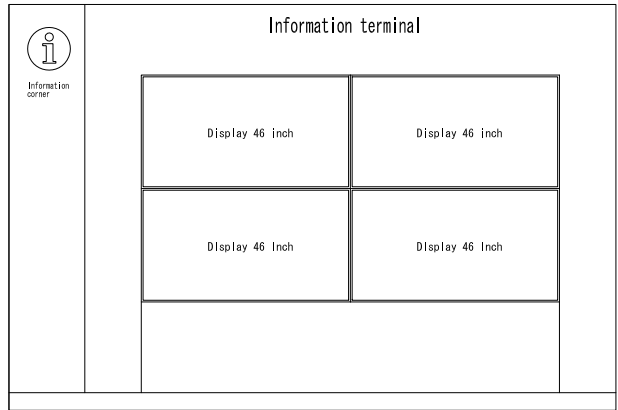 Information terminal
Information
corner
Display 46 inch
Display 46 inch
DIsplay 46 Inch
DIsplay 46 Inch